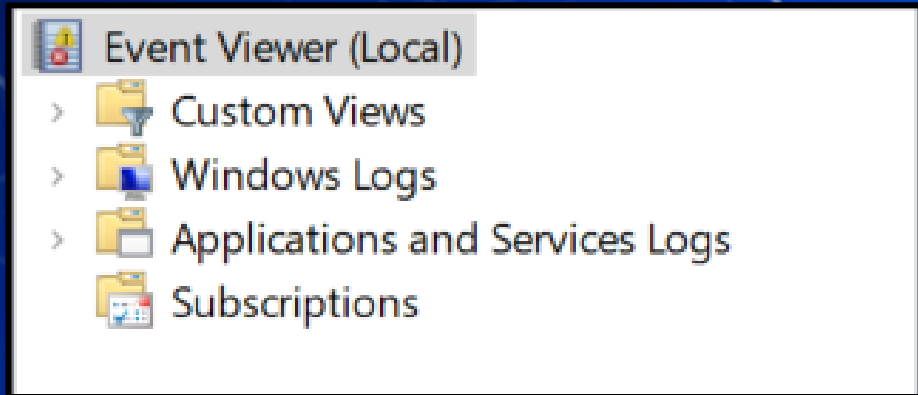 Event Viewer (Local)
Custom Views
Windows Logs
Applications and Services Logs
Subscriptions